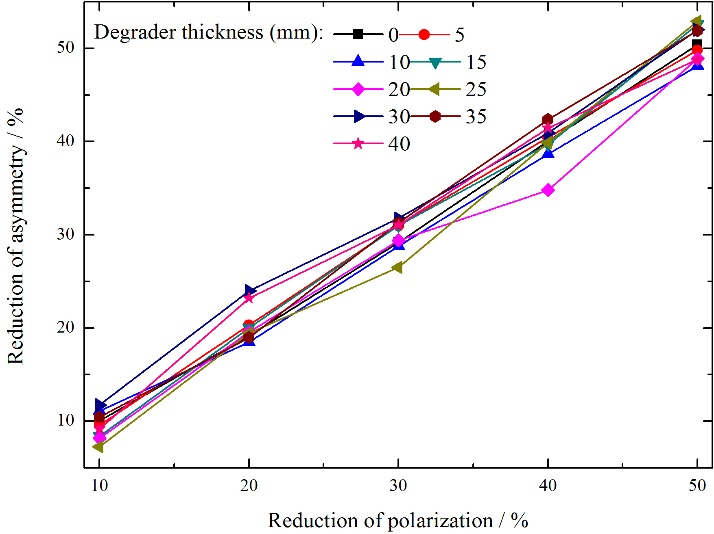 Degrader thickness (mm):
0 5
10 15
20 25
30 35
40
50
40
30
20
10
Reduction of asymmetry / %
10 20 30 40 50
Reduction of polarization / %